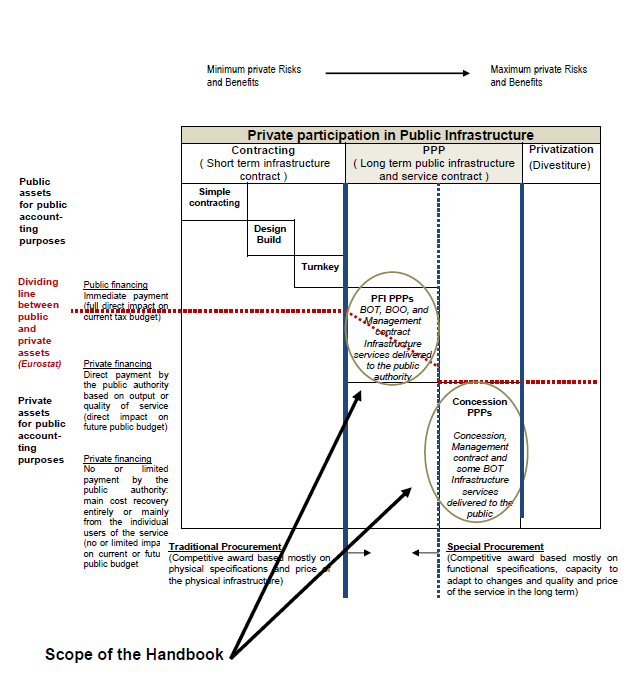 Minimum private Risks
and Benefits
Maximum private Risks
and Benefits
Private participation in Public Infrastructure
Contracting
( Short term infrastructure
contract )
PPP
( Long term public infrastructure
and service contract )
Privatization
(Divestiture)
Public
assets
for public
account-
ting
purposes
Simple
contracting
Design
Build
Turnkey
Dividing
line
between
public
and
private
assets
(Eurostat)
Public financing
Immediate payment
(full direct impact on
current tax budget)
PFI PPPs
BOT, BOO, and
Management
contract
Infrastructure
services delivered
to the public
authority
Private financing
Direct payment by
the public authority
based on output or
quality of service
(direct impact on
future public budget)
Private
assets
for public
account-
ting
purposes
Concession
PPPs
Concession,
Management
contract and
some BOT
Infrastructure
services
delivered to the
public
Private financing
No or limited
payment by the
public authority:
main cost recovery
entirely or mainly
from the individual
users of the service
(no or limited impa
on current or futu
public budget
Traditional Procurement
(Competitive award based mostly on
physical specifications and price of
the physical infrastructure)
Special Procurement
(Competitive award based mostly on
functional specifications, capacity to
adapt to changes and quality and price
of the service in the long term)
Scope of the Handbook